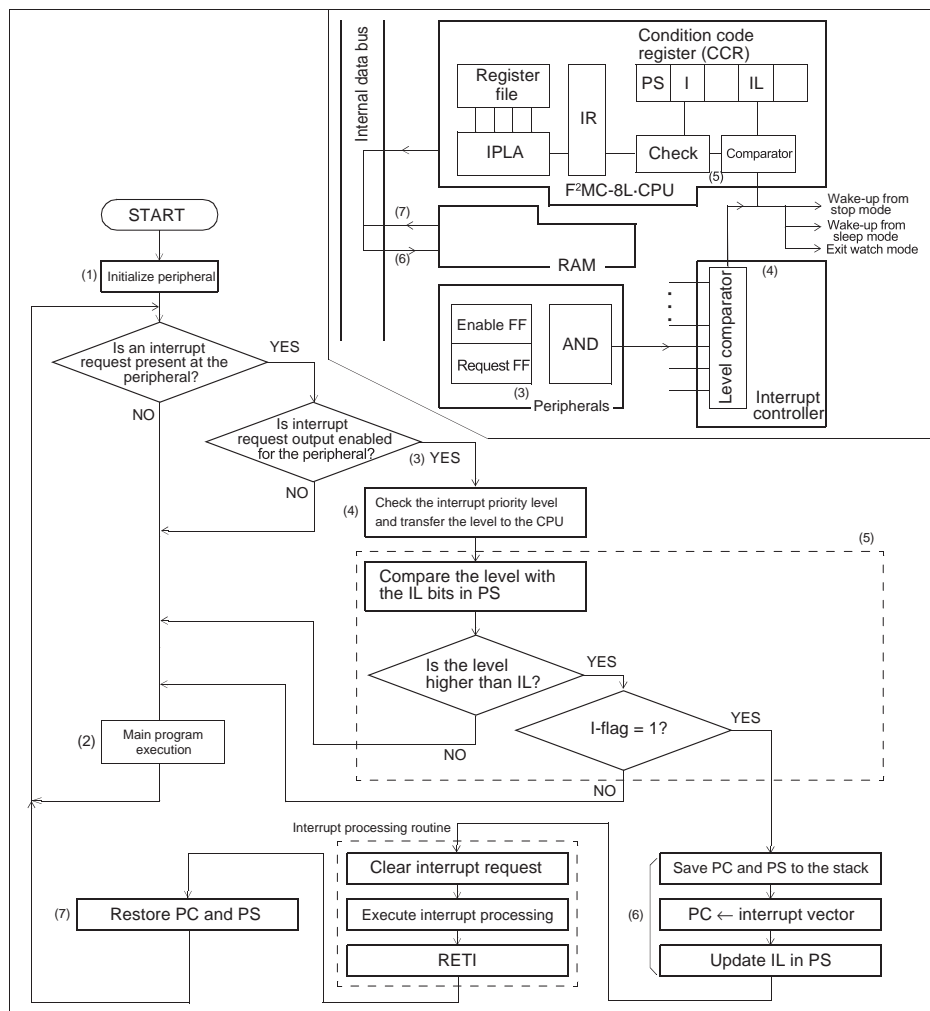 Internal data bus
Condition code
register (CCR)
PS
I
IL
Register
file
IR
IPLA
Check
Comparator
(5)
F²MC-8L·CPU
Wake-up from
stop mode
Wake-up from
sleep mode
Exit watch mode
(7)
(6)
RAM
(4)
Enable FF
Request FF
(3)
AND
Peripherals
Level comparator
Interrupt
controller
START
(1)
Initialize peripheral
Is an interrupt
request present at the
peripheral?
YES
NO
Is interrupt
request output enabled
for the peripheral?
(3) YES
NO
(4)
Check the interrupt priority level
and transfer the level to the CPU
(5)
Compare the level with
the IL bits in PS
Is the level
higher than IL?
YES
NO
I-flag = 1?
YES
NO
(2)
Main program
execution
Interrupt processing routine
Clear interrupt request
Execute interrupt processing
RETI
Save PC and PS to the stack
(6)
PC ← interrupt vector
Update IL in PS
(7)
Restore PC and PS